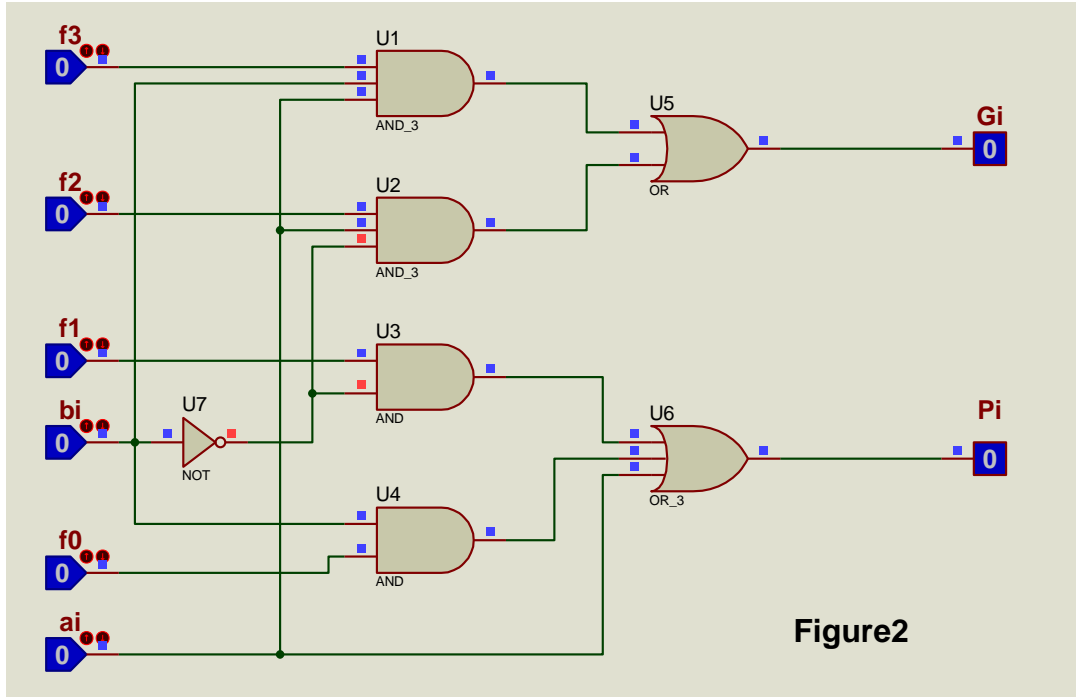 f3
0
U1
AND_3
U5
OR
Gi
0
f2
0
U2
AND_3
f1
0
U3
AND
bi
0
U7
NOT
U6
OR_3
Pi
0
U4
AND
f0
0
ai
0
Figure2